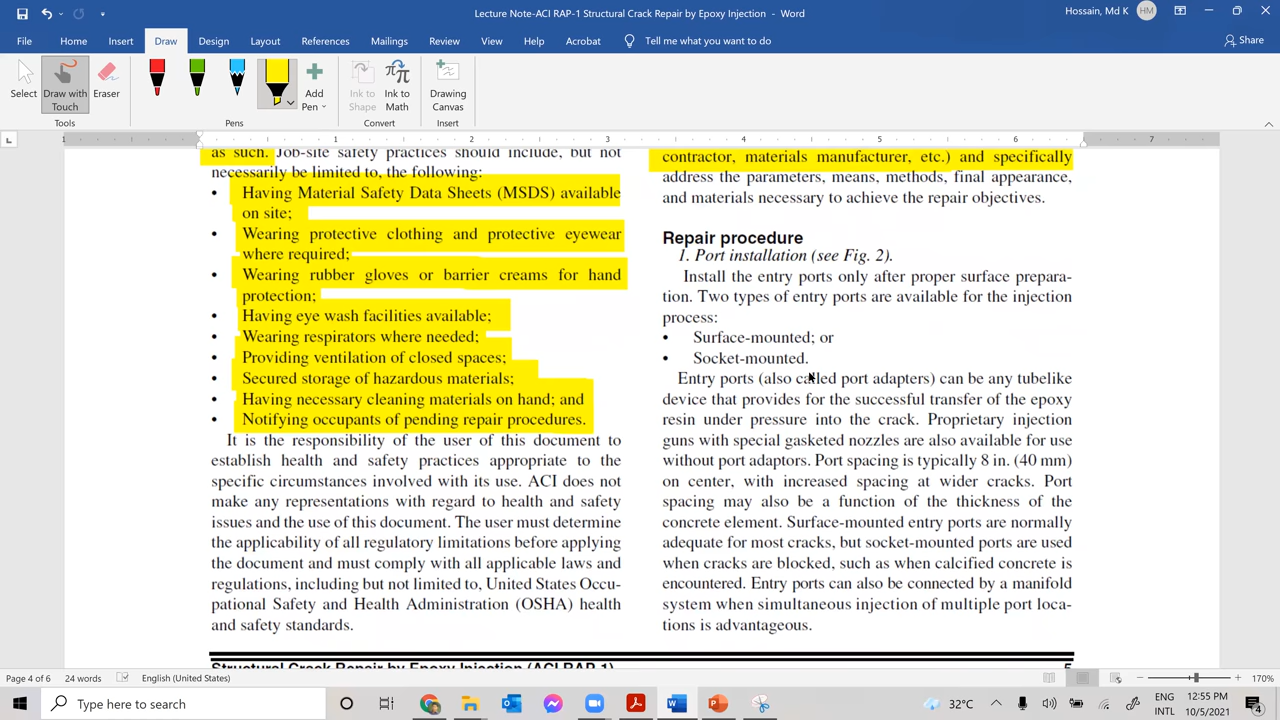 Lecture Note-ACI RAP-1 Structural Crack Repair by Epoxy Injection - Word
Hossain, Md K
HM
File Home Insert Draw Design Layout References Mailings Review View Help Acrobat Tell me what you want to do
Share
Select
Draw with Touch
Eraser
Add Pen
Ink to Shape
Ink to Math
Drawing Canvas
Tools
Pens
Convert
Insert
1 1 2 3 4 5 6 7
as such. Job-site safety practices should include, but not
necessarily be limited to, the following:
• Having Material Safety Data Sheets (MSDS) available
on site;
• Wearing protective clothing and protective eyewear
where required;
• Wearing rubber gloves or barrier creams for hand
protection;
• Having eye wash facilities available;
• Wearing respirators where needed;
• Providing ventilation of closed spaces;
• Secured storage of hazardous materials;
• Having necessary cleaning materials on hand; and
• Notifying occupants of pending repair procedures.
It is the responsibility of the user of this document to
establish health and safety practices appropriate to the
specific circumstances involved with its use. ACI does not
make any representations with regard to health and safety
issues and the use of this document. The user must determine
the applicability of all regulatory limitations before applying
the document and must comply with all applicable laws and
regulations, including but not limited to, United States Occu-
pational Safety and Health Administration (OSHA) health
and safety standards.
contractor, materials manufacturer, etc.) and specifically
address the parameters, means, methods, final appearance,
and materials necessary to achieve the repair objectives.
Repair procedure
1. Port installation (see Fig. 2).
Install the entry ports only after proper surface prepara-
tion. Two types of entry ports are available for the injection
process:
• Surface-mounted; or
• Socket-mounted.
Entry ports (also called port adapters) can be any tubelike
device that provides for the successful transfer of the epoxy
resin under pressure into the crack. Proprietary injection
guns with special gasketed nozzles are also available for use
without port adaptors. Port spacing is typically 8 in. (40 mm)
on center, with increased spacing at wider cracks. Port
spacing may also be a function of the thickness of the
concrete element. Surface-mounted entry ports are normally
adequate for most cracks, but socket-mounted ports are used
when cracks are blocked, such as when calcified concrete is
encountered. Entry ports can also be connected by a manifold
system when simultaneous injection of multiple port loca-
tions is advantageous.
Structural Crack Repair by Epoxy Injection (ACI RAP-1)
5
Page 4 of 6 24 words English (United States)
170%
Type here to search
32°C
ENG
INTL
12:55 PM
10/5/2021
4